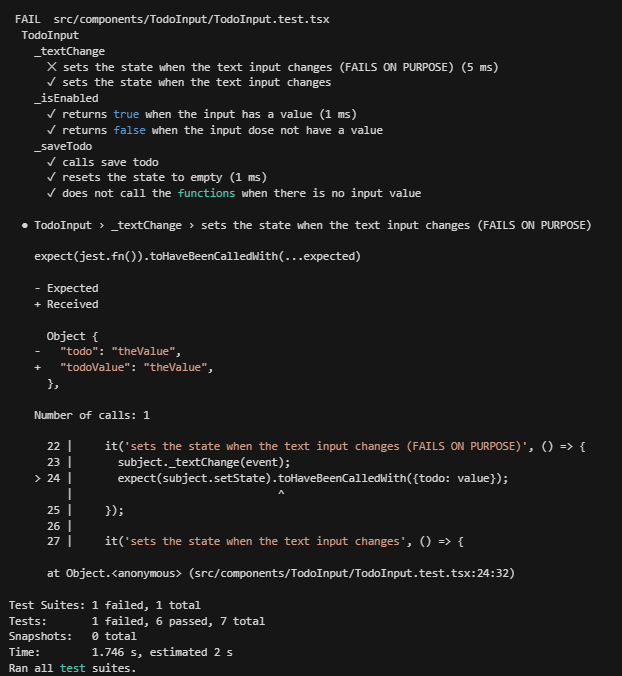 FAIL  src/components/TodoInput/TodoInput.test.tsx
  TodoInput
    _textChange
      ✕ sets the state when the text input changes (FAILS ON PURPOSE) (5 ms)
      ✓ sets the state when the text input changes
    _isEnabled
      ✓ returns true when the input has a value (1 ms)
      ✓ returns false when the input dose not have a value
    _saveTodo
      ✓ calls save todo
      ✓ resets the state to empty (1 ms)
      ✓ does not call the functions when there is no input value
  ● TodoInput › _textChange › sets the state when the text input changes (FAILS ON PURPOSE)
    expect(jest.fn()).toHaveBeenCalledWith(...expected)
    - Expected
    + Received
      Object {
    -   "todo": "theValue",
    +   "todoValue": "theValue",
      },
    Number of calls: 1
      22 |     it('sets the state when the text input changes (FAILS ON PURPOSE)', () => {
      23 |       subject._textChange(event);
    > 24 |       expect(subject.setState).toHaveBeenCalledWith({todo: value});
         |                                ^
      25 |     });
      26 |
      27 |     it('sets the state when the text input changes', () => {
      at Object.<anonymous> (src/components/TodoInput/TodoInput.test.tsx:24:32)
Test Suites: 1 failed, 1 total
Tests:       1 failed, 6 passed, 7 total
Snapshots:   0 total
Time:        1.746 s, estimated 2 s
Ran all test suites.